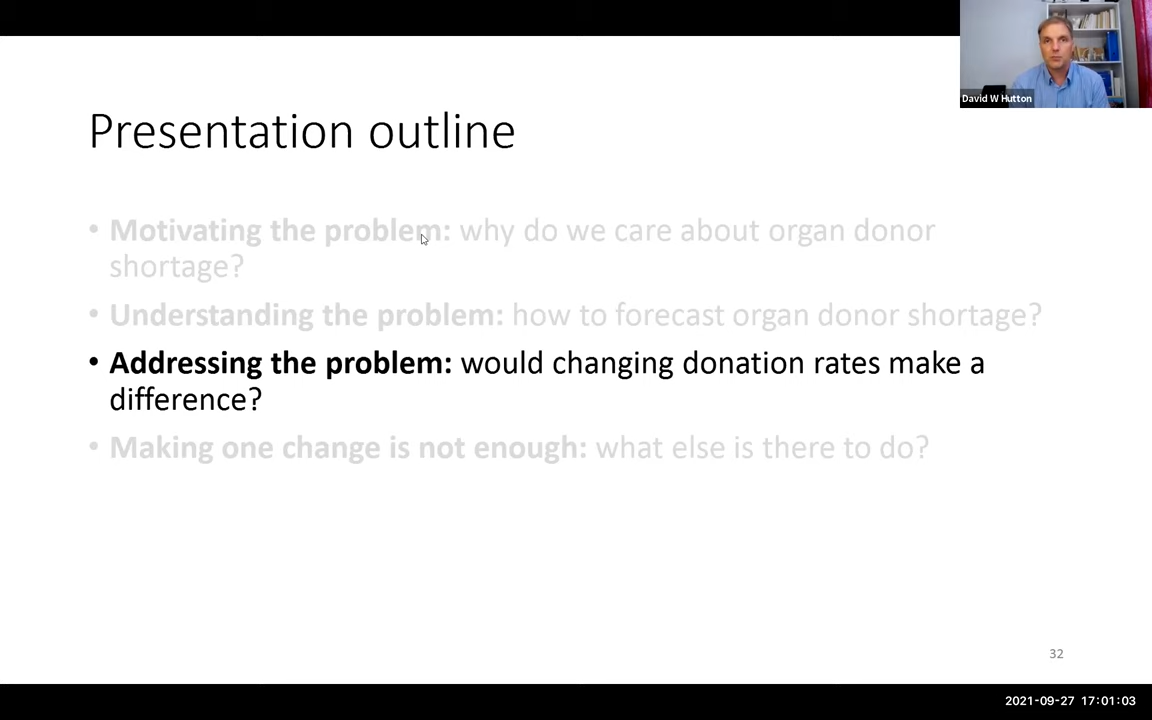 David W Hutton
Presentation outline
• Motivating the problem: why do we care about organ donor
shortage?
• Understanding the problem: how to forecast organ donor shortage?
• Addressing the problem: would changing donation rates make a
difference?
• Making one change is not enough: what else is there to do?
32
2021-09-27 17:01:03